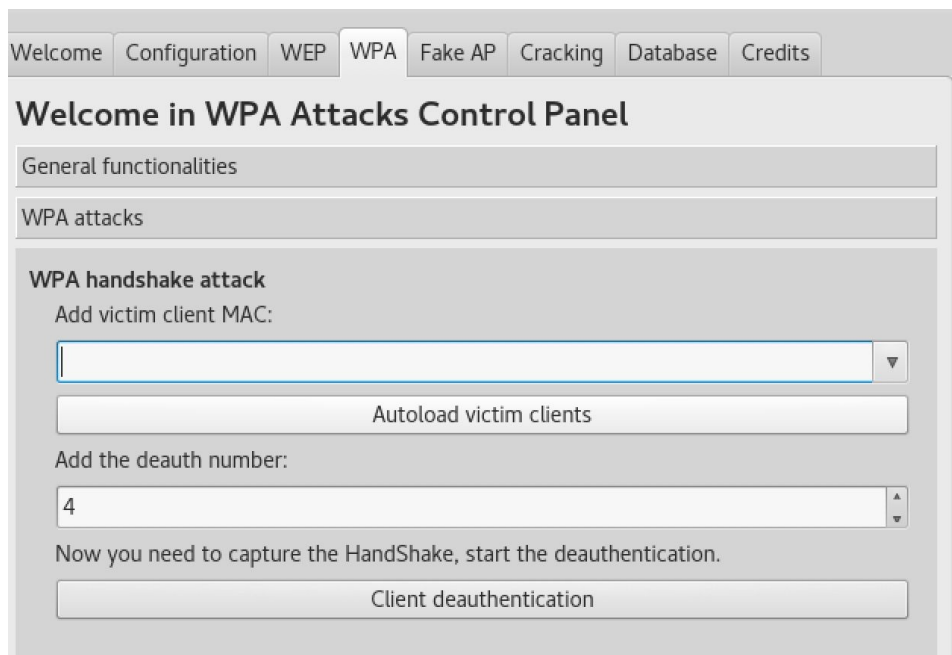 Welcome Configuration WEP WPA Fake AP Cracking Database Credits
Welcome in WPA Attacks Control Panel
General functionalities
WPA attacks
WPA handshake attack
Add victim client MAC:
Autoload victim clients
Add the deauth number:
4
Now you need to capture the HandShake, start the deauthentication.
Client deauthentication